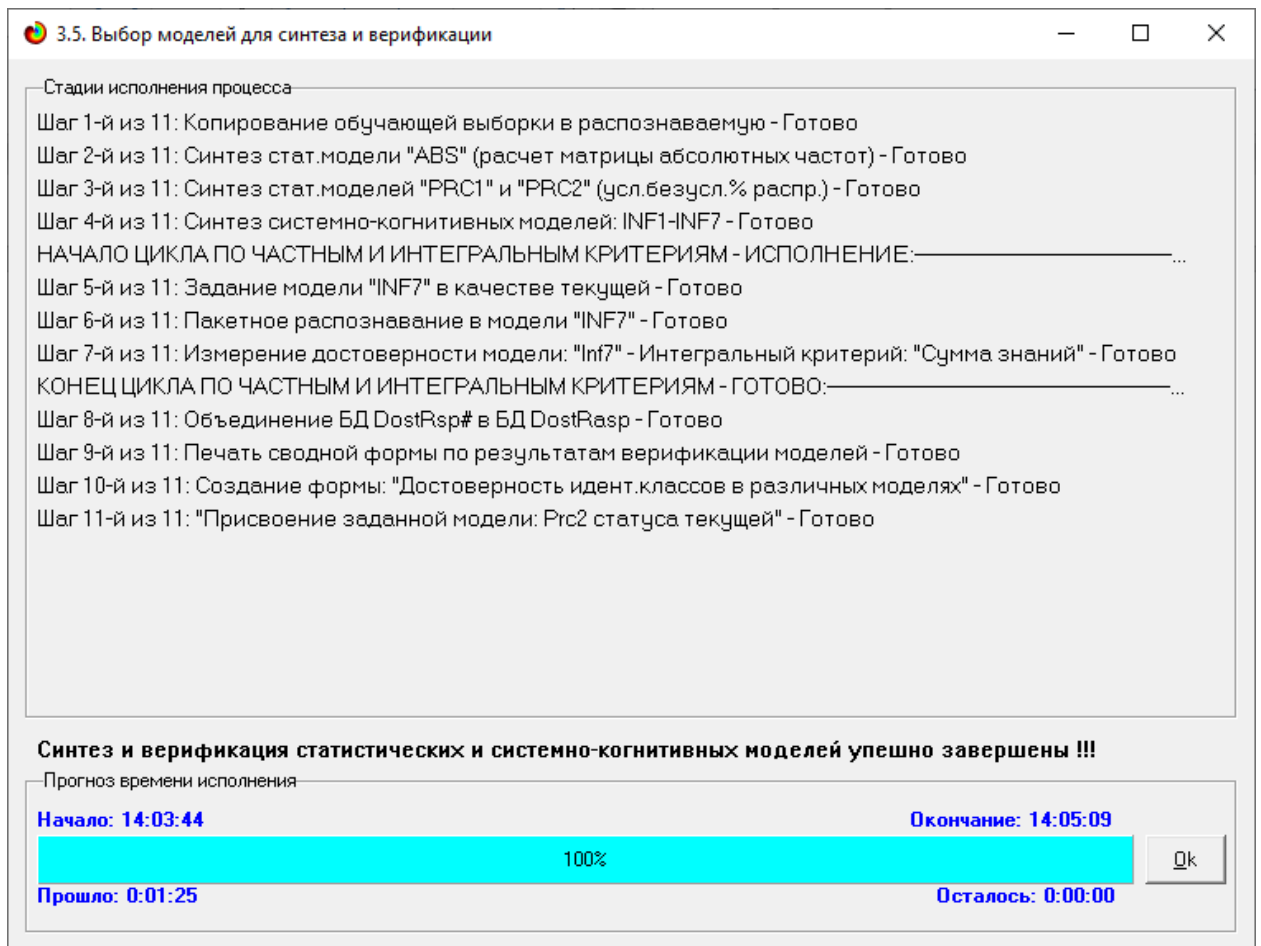 3.5. Выбор моделей для синтеза и верификации
Стадии исполнения процесса
Шаг 1-й из 11: Копирование обучающей выборки в распознаваемую - Готово
Шаг 2-й из 11: Синтез стат.модели "ABS" (расчет матрицы абсолютных частот) - Готово
Шаг 3-й из 11: Синтез стат.моделей "PRC1" и "PRC2" (усл.безусл.% распр.) - Готово
Шаг 4-й из 11: Синтез системно-когнитивных моделей: INF1-INF7 - Готово
НАЧАЛО ЦИКЛА ПО ЧАСТНЫМ И ИНТЕГРАЛЬНЫМ КРИТЕРИЯМ - ИСПОЛНЕНИЕ:——————————...
Шаг 5-й из 11: Задание модели "INF7" в качестве текущей - Готово
Шаг 6-й из 11: Пакетное распознавание в модели "INF7" - Готово
Шаг 7-й из 11: Измерение достоверности модели: "Inf7" - Интегральный критерий: "Сумма знаний" - Готово
КОНЕЦ ЦИКЛА ПО ЧАСТНЫМ И ИНТЕГРАЛЬНЫМ КРИТЕРИЯМ - ГОТОВО:——————————————...
Шаг 8-й из 11: Объединение БД DostRsp# в БД DostRasp - Готово
Шаг 9-й из 11: Печать сводной формы по результатам верификации моделей - Готово
Шаг 10-й из 11: Создание формы: "Достоверность идент.классов в различных моделях" - Готово
Шаг 11-й из 11: "Присвоение заданной модели: Prc2 статуса текущей" - Готово
Синтез и верификация статистических и системно-когнитивных моделей упешно завершены !!!
Прогноз времени исполнения
Начало: 14:03:44 Окончание: 14:05:09
100% Ok
Прошло: 0:01:25 Осталось: 0:00:00